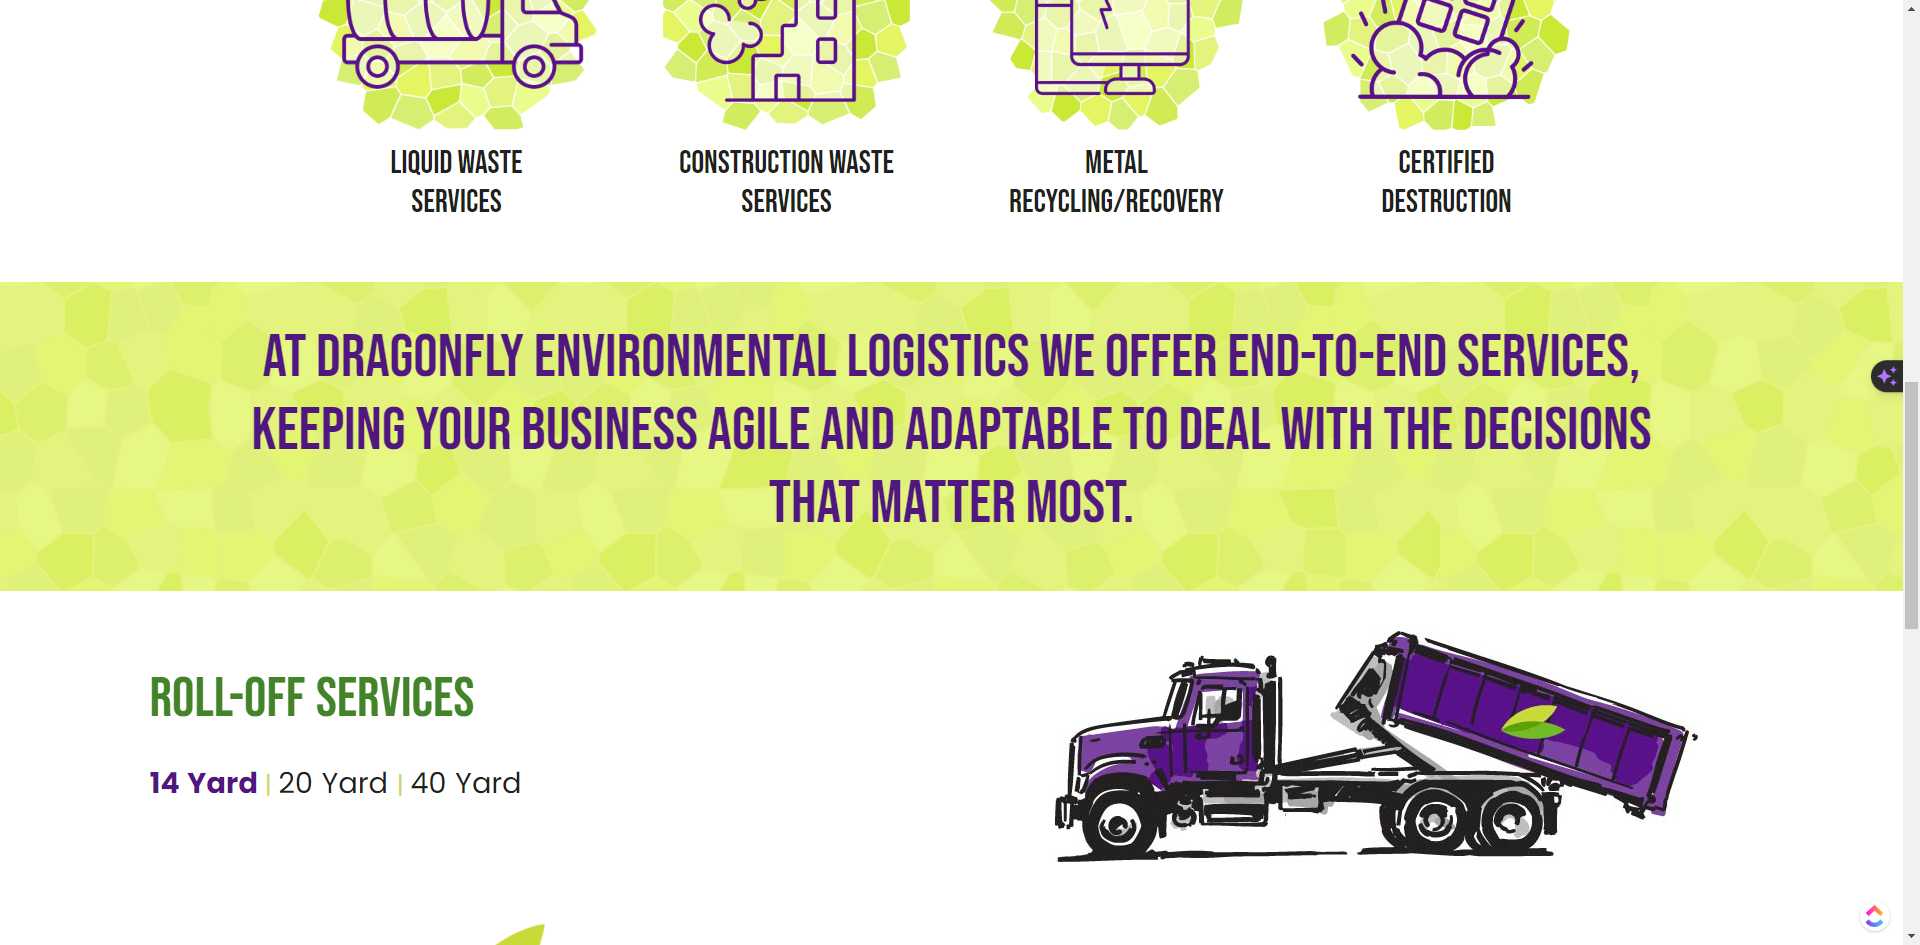 LIQUID WASTE
SERVICES
CONSTRUCTION WASTE
SERVICES
METAL
RECYCLING/RECOVERY
CERTIFIED
DESTRUCTION
AT DRAGONFLY ENVIRONMENTAL LOGISTICS WE OFFER END-TO-END SERVICES,
KEEPING YOUR BUSINESS AGILE AND ADAPTABLE TO DEAL WITH THE DECISIONS
THAT MATTER MOST.
ROLL-OFF SERVICES
14 Yard | 20 Yard | 40 Yard